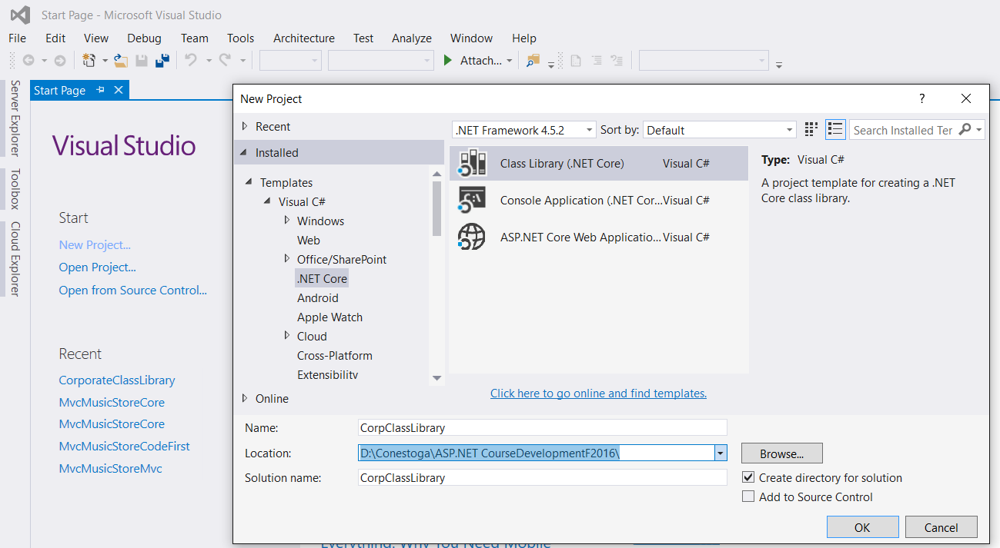 Start Page - Microsoft Visual Studio
File Edit View Debug Team Tools Architecture Test Analyze Window Help
Attach...
Server Explorer
Toolbox
Cloud Explorer
Start Page
Visual Studio
Start
New Project...
Open Project...
Open from Source Control...
Recent
CorporateClassLibrary
MvcMusicStoreCore
MvcMusicStoreCore
MvcMusicStoreCodeFirst
MvcMusicStoreMvc
New Project ?
Recent
Installed
Templates
Visual C#
Windows
Web
Office/SharePoint
.NET Core
Android
Apple Watch
Cloud
Cross-Platform
Extensibility
Online
.NET Framework 4.5.2 Sort by: Default Search Installed Ter
Class Library (.NET Core) Visual C#
Console Application (.NET Cor... Visual C#
ASP.NET Core Web Applicatio... Visual C#
Type: Visual C#
A project template for creating a .NET
Core class library.
Click here to go online and find templates.
Name: CorpClassLibrary
Location: D:\Conestoga\ASP.NET CourseDevelopmentF2016\ Browse...
Solution name: CorpClassLibrary Create directory for solution
Add to Source Control
OK Cancel
Everything: Why You Need Mobile